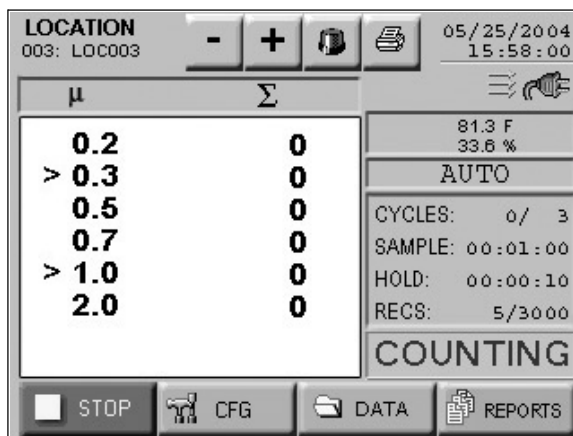 LOCATION
003: LOC003
- +
05/25/2004
15:58:00
µ Σ
0.2 0
> 0.3 0
0.5 0
0.7 0
> 1.0 0
2.0 0
81.3 F
33.6 %
AUTO
CYCLES: 0/ 3
SAMPLE: 00:01:00
HOLD: 00:00:10
RECS: 5/3000
COUNTING
STOP CFG DATA REPORTS